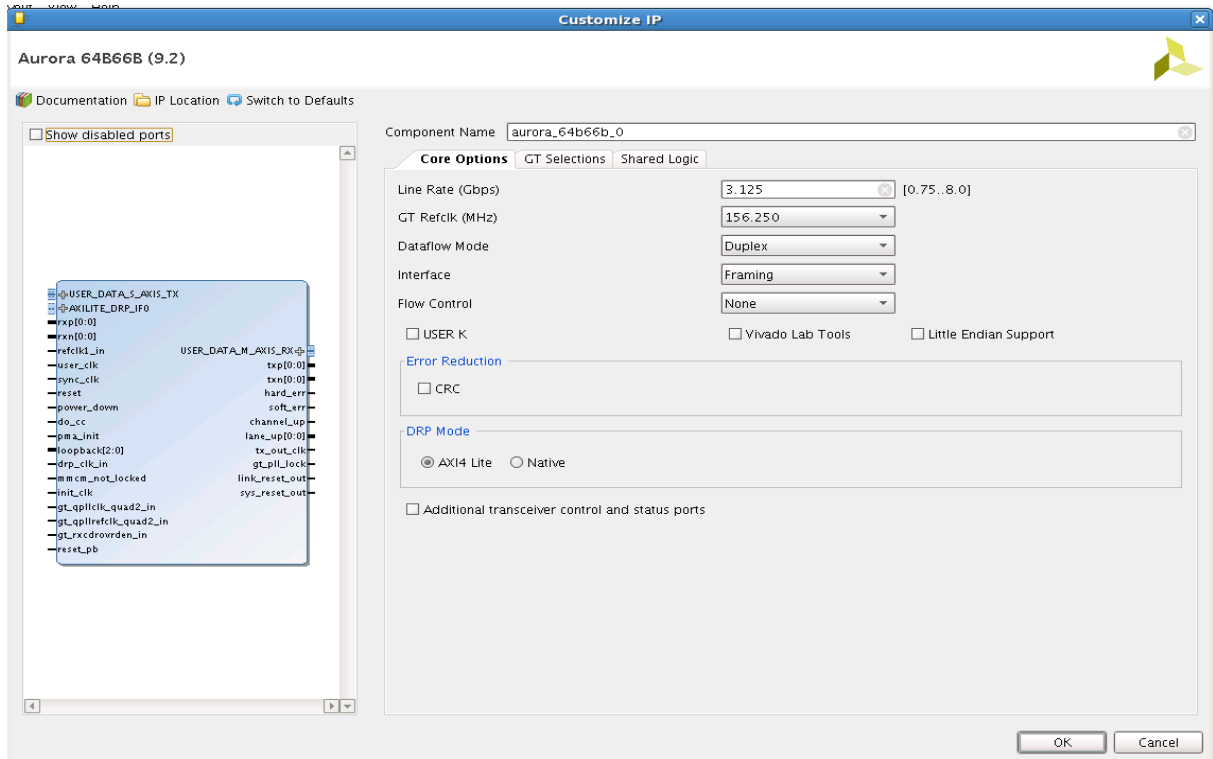 Customize IP
Aurora 64B66B (9.2)
Documentation IP Location Switch to Defaults
Show disabled ports
USER_DATA_S_AXIS_TX
AXILITE_DRP_IF0
rxp[0:0]
rxn[0:0]
refclk1_in
user_clk
sync_clk
reset
power_down
do_cc
pma_init
loopback[2:0]
drp_clk_in
mmcm_not_locked
init_clk
gt_qpllclk_quad2_in
gt_qpllrefclk_quad2_in
gt_rxcdrovrden_in
reset_pb
USER_DATA_M_AXIS_RX
txp[0:0]
txn[0:0]
hard_err
soft_err
channel_up
lane_up[0:0]
tx_out_clk
gt_pll_lock
link_reset_out
sys_reset_out
Component Name aurora_64b66b_0
Core Options GT Selections Shared Logic
Line Rate (Gbps) 3.125 [0.75..8.0]
GT Refclk (MHz) 156.250
Dataflow Mode Duplex
Interface Framing
Flow Control None
USER K Vivado Lab Tools Little Endian Support
Error Reduction
CRC
DRP Mode
AXI4 Lite Native
Additional transceiver control and status ports
OK Cancel